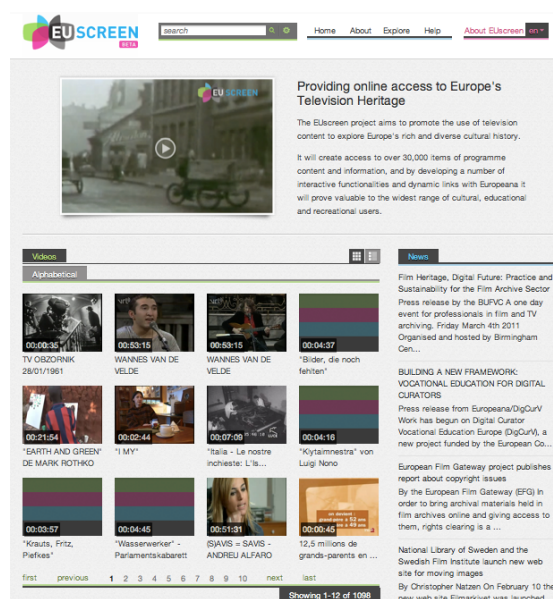 EU SCREEN
BETA
search
Home About Explore Help About EUscreen en
EU SCREEN
Providing online access to Europe's
Television Heritage
The EUscreen project aims to promote the use of television
content to explore Europe's rich and diverse cultural history.
It will create access to over 30,000 items of programme
content and information, and by developing a number of
interactive functionalities and dynamic links with Europeana it
will prove valuable to the widest range of cultural, educational
and recreational users.
Videos
Alphabetical
00:00:35
00:53:15
00:53:15
00:04:37
TV OBZORNIK
28/01/1961
WANNES VAN DE
VELDE
WANNES VAN DE
VELDE
"Bilder, die noch
fehlten"
00:21:54
00:02:44
00:07:09
00:04:16
"EARTH AND GREEN"
DE MARK ROTHKO
"I MY"
"Italia - Le nostre
inchieste: L'is...
"Klytaimnestra" von
Luigi Nono
00:03:57
00:04:45
00:51:31
00:00:45
"Krauts, Fritz,
Piefkes"
"Wasserwerker" -
Parlamentskabarett
(S)AVIS = SAVIS -
ANDREU ALFARO
12,5 millions de
grands-parents en ...
first previous 1 2 3 4 5 6 7 8 9 10 next last
Showing 1-12 of 1098
News
Film Heritage, Digital Future: Practice and
Sustainability for the Film Archive Sector
Press release by the BUFVC A one day
event for professionals in film and TV
archiving. Friday March 4th 2011
Organised and hosted by Birmingham
Cen...
BUILDING A NEW FRAMEWORK:
VOCATIONAL EDUCATION FOR DIGITAL
CURATORS
Press release from Europeana/DigCurV
Work has begun on Digital Curator
Vocational Education Europe (DigCurV), a
new project funded by the European Co...
European Film Gateway project publishes
report about copyright issues
By the European Film Gateway (EFG) In
order to bring archival materials held in
film archives online and giving access to
them, rights clearing is a ...
National Library of Sweden and the
Swedish Film Institute launch new web
site for moving images
By Christopher Natzen On February 10 the
new web site Filmarkivet was launched